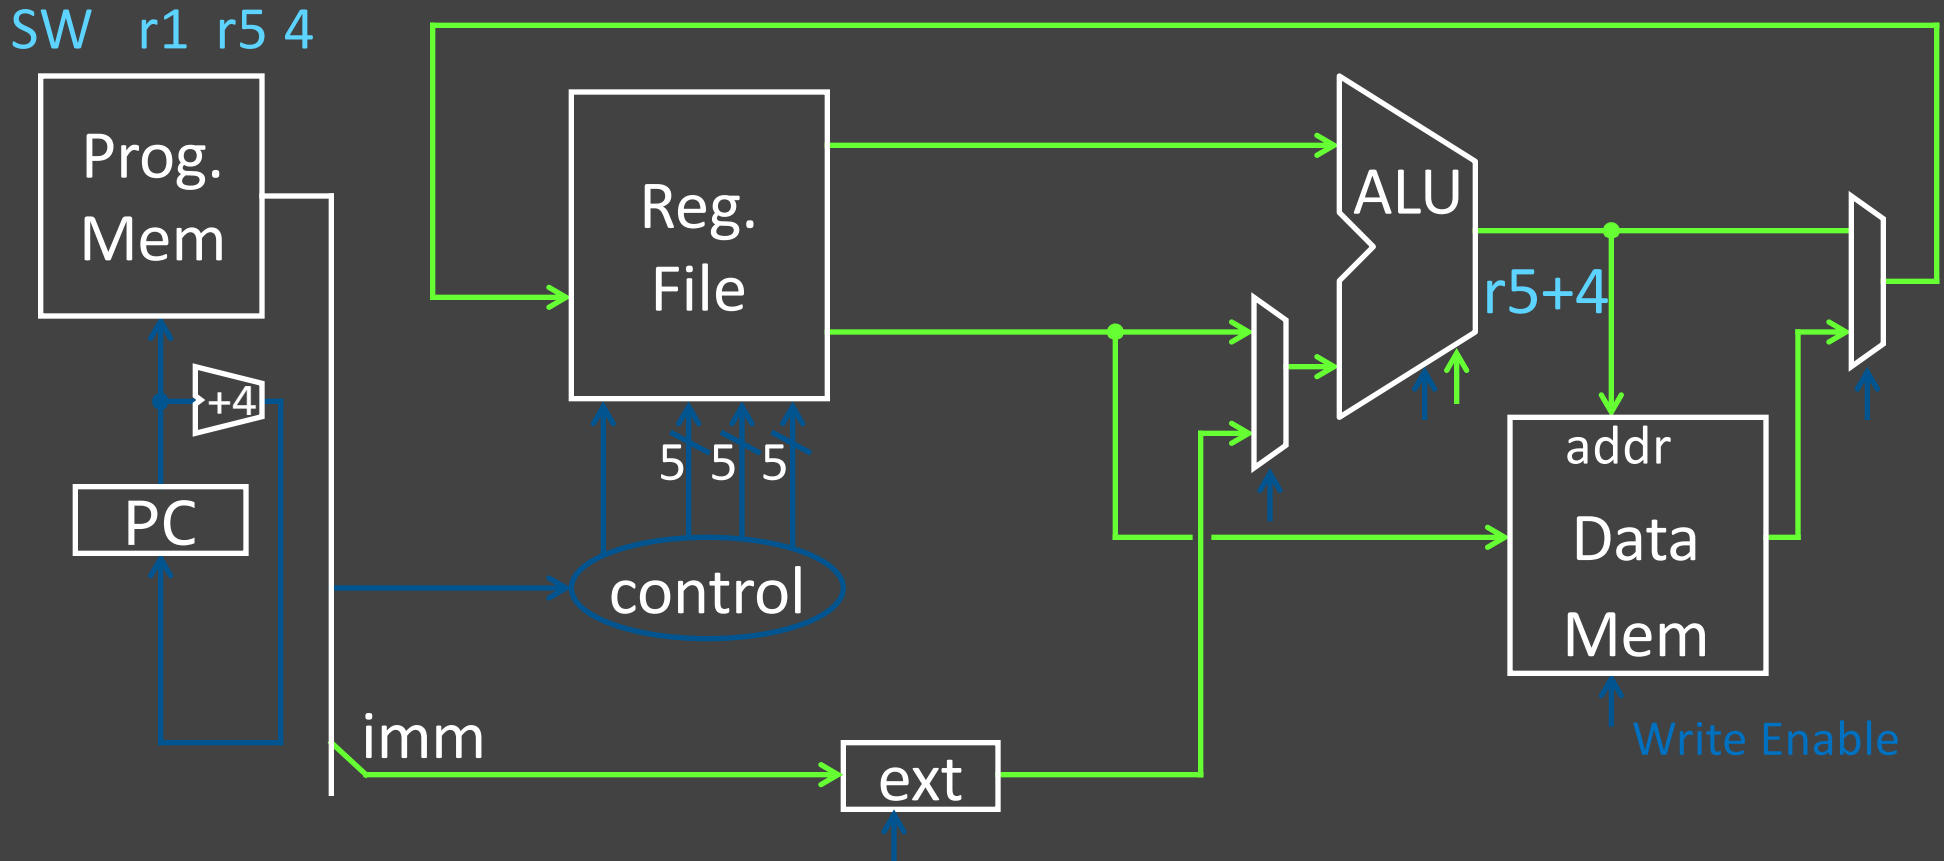 SW r1 r5 4
Prog.
Mem
Reg.
File
ALU
r5+4
+4
5 5 5
PC
control
addr
Data
Mem
imm
ext
Write Enable